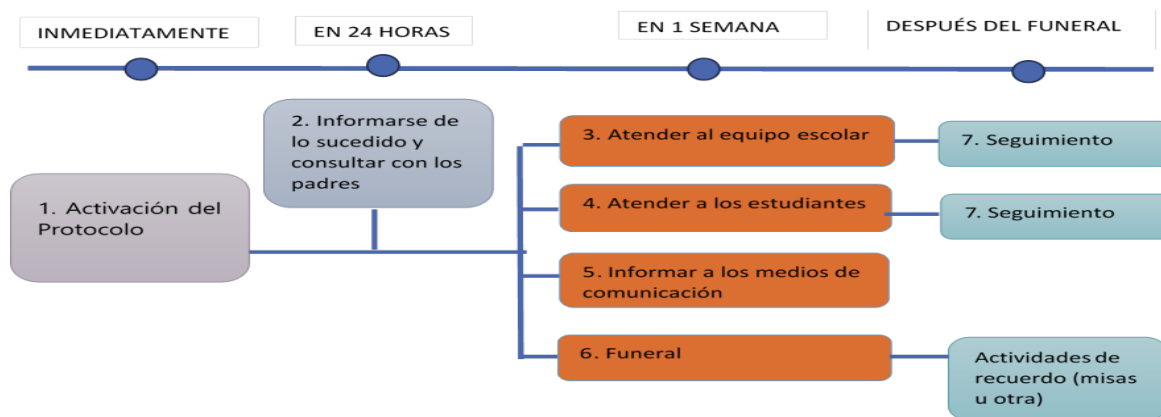 INMEDIATAMENTE
EN 24 HORAS
EN 1 SEMANA
DESPUÉS DEL FUNERAL
1. Activación del
Protocolo
2. Informarse de
lo sucedido y
consultar con los
padres
3. Atender al equipo escolar
4. Atender a los estudiantes
5. Informar a los medios de
comunicación
6. Funeral
7. Seguimiento
7. Seguimiento
Actividades de
recuerdo (misas
u otra)